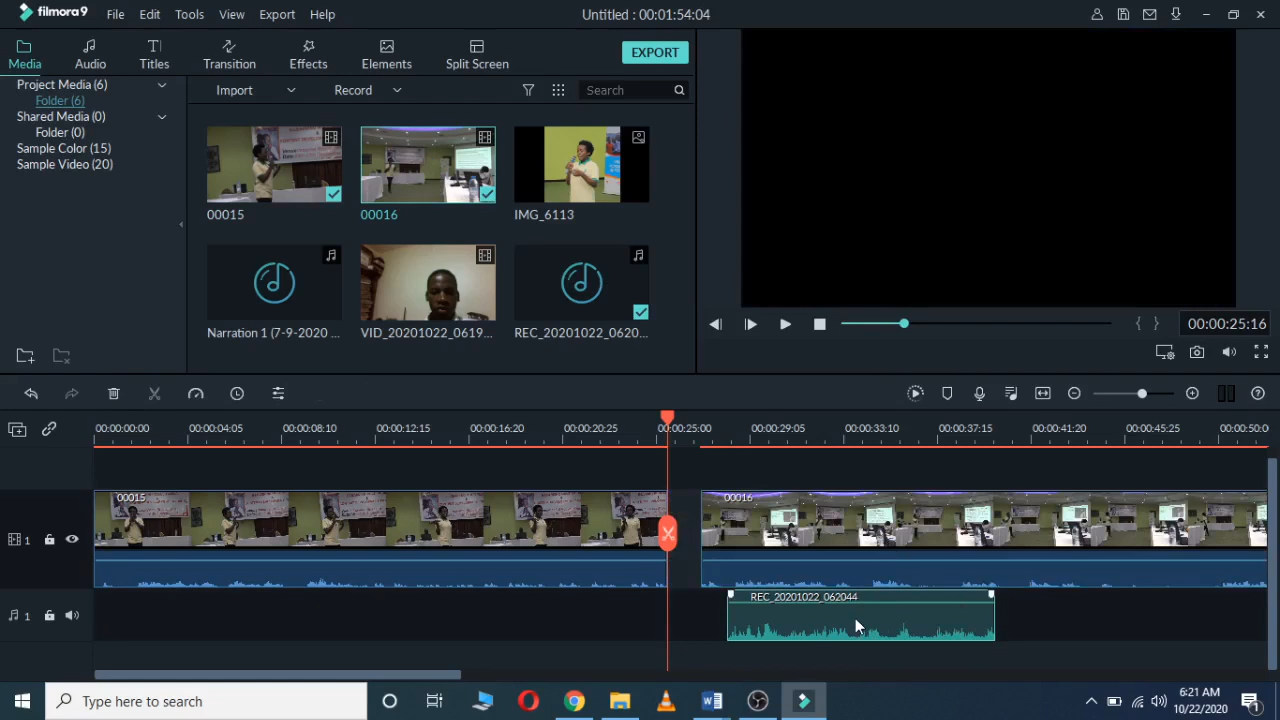 filmora9
File Edit Tools View Export Help
Untitled : 00:01:54:04
Media Audio Titles Transition Effects Elements Split Screen
EXPORT
Project Media (6)
Folder (6)
Shared Media (0)
Folder (0)
Sample Color (15)
Sample Video (20)
Import Record Search
00015 00016 IMG_6113
Narration 1 (7-9-2020 ... VID_20201022_0619... REC_20201022_0620...
00:00:25:16
00:00:00:00 00:00:04:05 00:00:08:10 00:00:12:15 00:00:16:20 00:00:20:25 00:00:25:00 00:00:29:05 00:00:33:10 00:00:37:15 00:00:41:20 00:00:45:25 00:00:50:0
00015 00016
1
REC_20201022_062044
1
Type here to search
6:21 AM
10/22/2020
1